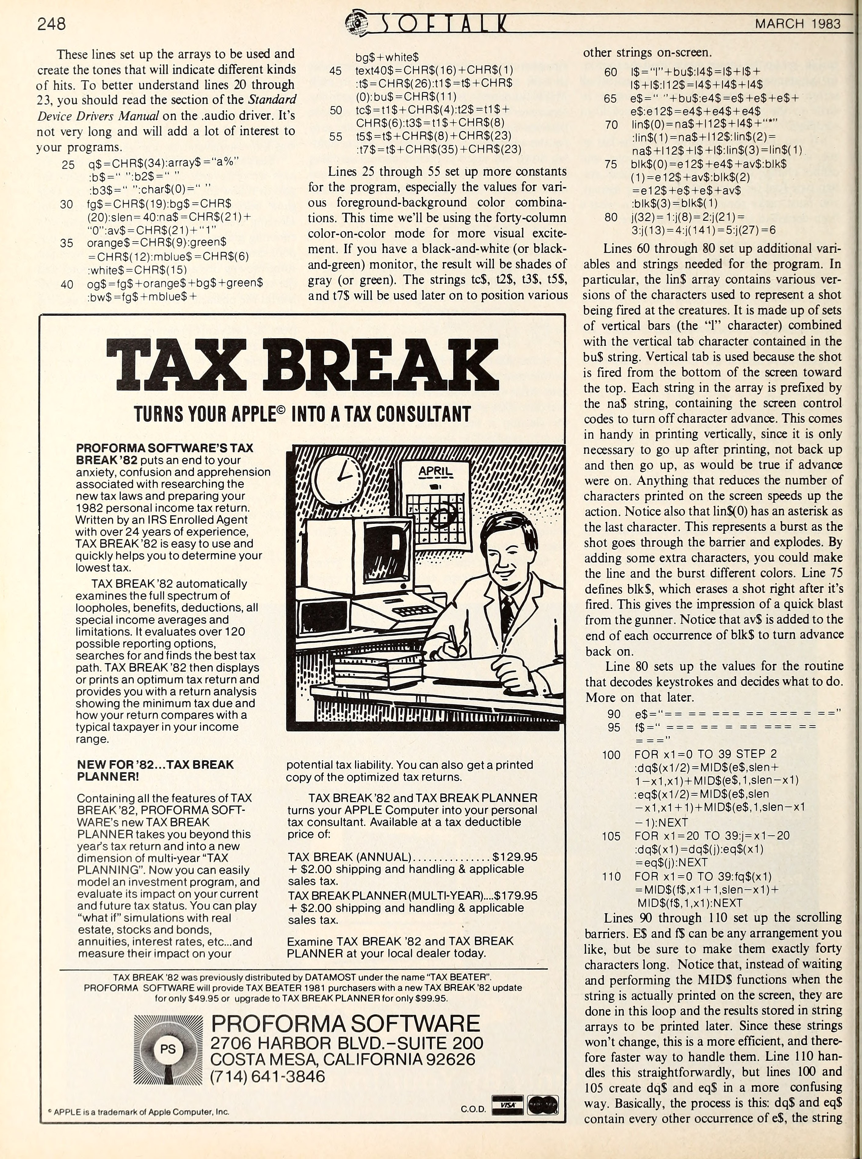 248
SOFTALK
MARCH 1983
These lines set up the arrays to be used and
create the tones that will indicate different kinds
of hits. To better understand lines 20 through
23, you should read the section of the Standard
Device Drivers Manual on the .audio driver. It's
not very long and will add a lot of interest to
your programs.
25 q$=CHR$(34):array$="a%"
:b$=" ":b2$=" "
:b3$=" ":char$(0)=" "
30 fg$=CHR$(19):bg$=CHR$
(20):slen=40:na$=CHR$(21)+
"0":av$=CHR$(21)+"1"
35 orange$=CHR$(9):green$
=CHR$(12):mblue$=CHR$(6)
:white$=CHR$(15)
40 og$=fg$+orange$+bg$+green$
:bw$=fg$+mblue$+
bg$+white$
45 text40$=CHR$(16)+CHR$(1)
:t$=CHR$(26):t1$=t$+CHR$
(0):bu$=CHR$(11)
50 tc$=t1$+CHR$(4):t2$=t1$+
CHR$(6):t3$=t1$+CHR$(8)
55 t5$=t$+CHR$(8)+CHR$(23)
:t7$=t$+CHR$(35)+CHR$(23)
Lines 25 through 55 set up more constants
for the program, especially the values for vari-
ous foreground-background color combina-
tions. This time we'll be using the forty-column
color-on-color mode for more visual excite-
ment. If you have a black-and-white (or black-
and-green) monitor, the result will be shades of
gray (or green). The strings tc$, t2$, t3$, t5$,
and t7$ will be used later on to position various
other strings on-screen.
60 l$="l"+bu$:l4$=l$+l$+
l$+l$:l12$=l4$+l4$+l4$
65 e$=" "+bu$:e4$=e$+e$+e$+
e$:e12$=e4$+e4$+e4$
70 lin$(0)=na$+l12$+l4$+"*"
:lin$(1)=na$+l12$:lin$(2)=
na$+l12$+l$+l$:lin$(3)=lin$(1)
75 blk$(0)=e12$+e4$+av$:blk$
(1)=e12$+av$:blk$(2)
=e12$+e$+e$+av$
:blk$(3)=blk$(1)
80 j(32)=1:j(8)=2:j(21)=
3:j(13)=4:j(141)=5:j(27)=6
Lines 60 through 80 set up additional vari-
ables and strings needed for the program. In
particular, the lin$ array contains various ver-
sions of the characters used to represent a shot
being fired at the creatures. It is made up of sets
of vertical bars (the "l" character) combined
with the vertical tab character contained in the
bu$ string. Vertical tab is used because the shot
is fired from the bottom of the screen toward
the top. Each string in the array is prefixed by
the na$ string, containing the screen control
codes to turn off character advance. This comes
in handy in printing vertically, since it is only
necessary to go up after printing, not back up
and then go up, as would be true if advance
were on. Anything that reduces the number of
characters printed on the screen speeds up the
action. Notice also that lin$(0) has an asterisk as
the last character. This represents a burst as the
shot goes through the barrier and explodes. By
adding some extra characters, you could make
the line and the burst different colors. Line 75
defines blk$, which erases a shot right after it's
fired. This gives the impression of a quick blast
from the gunner. Notice that av$ is added to the
end of each occurrence of blk$ to turn advance
back on.
Line 80 sets up the values for the routine
that decodes keystrokes and decides what to do.
More on that later.
90 e$="== == === == === = = =="
95 f$=" === == === == === ==
==="
100 FOR x1=0 TO 39 STEP 2
:dq$(x1/2)=MID$(e$,slen+
1-x1,x1)+MID$(e$,1,slen-x1)
:eq$(x1/2)=MID$(e$,slen
-x1,x1+1)+MID$(e$,1,slen-x1
-1):NEXT
105 FOR x1=20 TO 39:j=x1-20
:dq$(x1)=dq$(j):eq$(x1)
=eq$(j):NEXT
110 FOR x1=0 TO 39:fq$(x1)
=MID$(f$,x1+1,slen-x1)+
MID$(f$,1,x1):NEXT
Lines 90 through 110 set up the scrolling
barriers. E$ and f$ can be any arrangement you
like, but be sure to make them exactly forty
characters long. Notice that, instead of waiting
and performing the MID$ functions when the
string is actually printed on the screen, they are
done in this loop and the results stored in string
arrays to be printed later. Since these strings
won't change, this is a more efficient, and there-
fore faster way to handle them. Line 110 han-
dles this straightforwardly, but lines 100 and
105 create dq$ and eq$ in a more confusing
way. Basically, the process is this: dq$ and eq$
contain every other occurrence of e$, the string
TAX BREAK
TURNS YOUR APPLE© INTO A TAX CONSULTANT
PROFORMA SOFTWARE'S TAX
BREAK '82 puts an end to your
anxiety, confusion and apprehension
associated with researching the
new tax laws and preparing your
1982 personal income tax return.
Written by an IRS Enrolled Agent
with over 24 years of experience,
TAX BREAK '82 is easy to use and
quickly helps you to determine your
lowest tax.
TAX BREAK '82 automatically
examines the full spectrum of
loopholes, benefits, deductions, all
special income averages and
limitations. It evaluates over 120
possible reporting options,
searches for and finds the best tax
path. TAX BREAK '82 then displays
or prints an optimum tax return and
provides you with a return analysis
showing the minimum tax due and
how your return compares with a
typical taxpayer in your income
range.
APRIL
NEW FOR '82...TAX BREAK
PLANNER!
Containing all the features of TAX
BREAK '82, PROFORMA SOFT-
WARE's new TAX BREAK
PLANNER takes you beyond this
year's tax return and into a new
dimension of multi-year "TAX
PLANNING". Now you can easily
model an investment program, and
evaluate its impact on your current
and future tax status. You can play
"what if" simulations with real
estate, stocks and bonds,
annuities, interest rates, etc...and
measure their impact on your
potential tax liability. You can also get a printed
copy of the optimized tax returns.
TAX BREAK '82 and TAX BREAK PLANNER
turns your APPLE Computer into your personal
tax consultant. Available at a tax deductible
price of:
TAX BREAK (ANNUAL)............... $129.95
+ $2.00 shipping and handling & applicable
sales tax.
TAX BREAK PLANNER (MULTI-YEAR)....$179.95
+ $2.00 shipping and handling & applicable
sales tax.
Examine TAX BREAK '82 and TAX BREAK
PLANNER at your local dealer today.
TAX BREAK '82 was previously distributed by DATAMOST under the name "TAX BEATER".
PROFORMA SOFTWARE will provide TAX BEATER 1981 purchasers with a new TAX BREAK '82 update
for only $49.95 or upgrade to TAX BREAK PLANNER for only $99.95.
PS
PROFORMA SOFTWARE
2706 HARBOR BLVD.–SUITE 200
COSTA MESA, CALIFORNIA 92626
(714) 641-3846
© APPLE is a trademark of Apple Computer, Inc.
C.O.D.
VISA